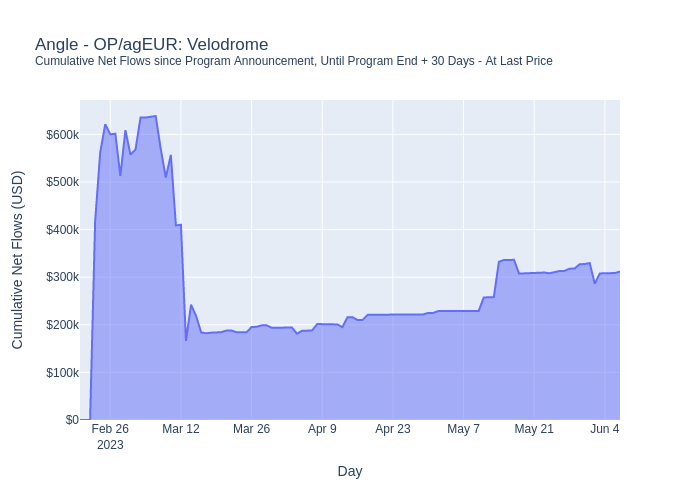 Angle - OP/agEUR: Velodrome
Cumulative Net Flows since Program Announcement, Until Program End + 30 Days - At Last Price
Cumulative Net Flows (USD)
$600k
$500k
$400k
$300k
$200k
$100k
$0
Feb 26
2023
Mar 12
Mar 26
Apr 9
Apr 23
May 7
May 21
Jun 4
Day